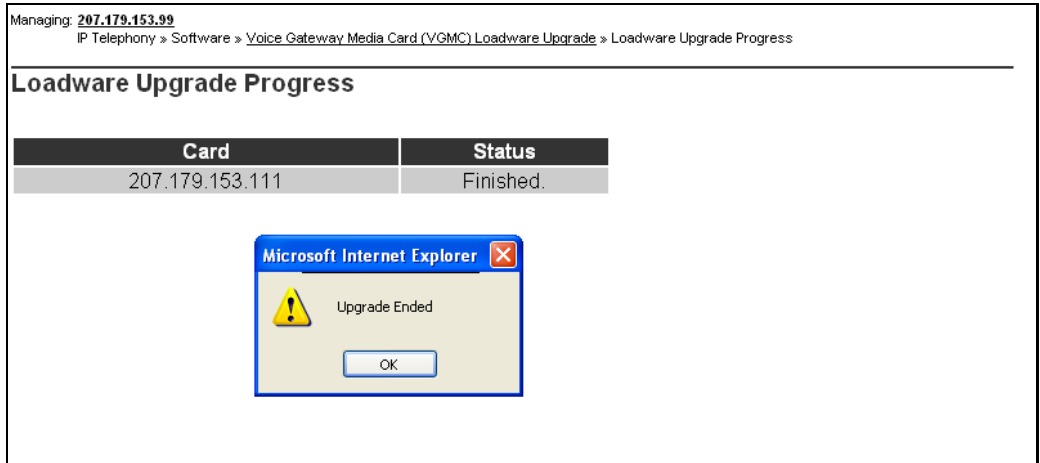 Managing: 207.179.153.99
IP Telephony » Software » Voice Gateway Media Card (VGMC) Loadware Upgrade » Loadware Upgrade Progress
Loadware Upgrade Progress
Card Status
207.179.153.111 Finished.
Microsoft Internet Explorer
Upgrade Ended
OK